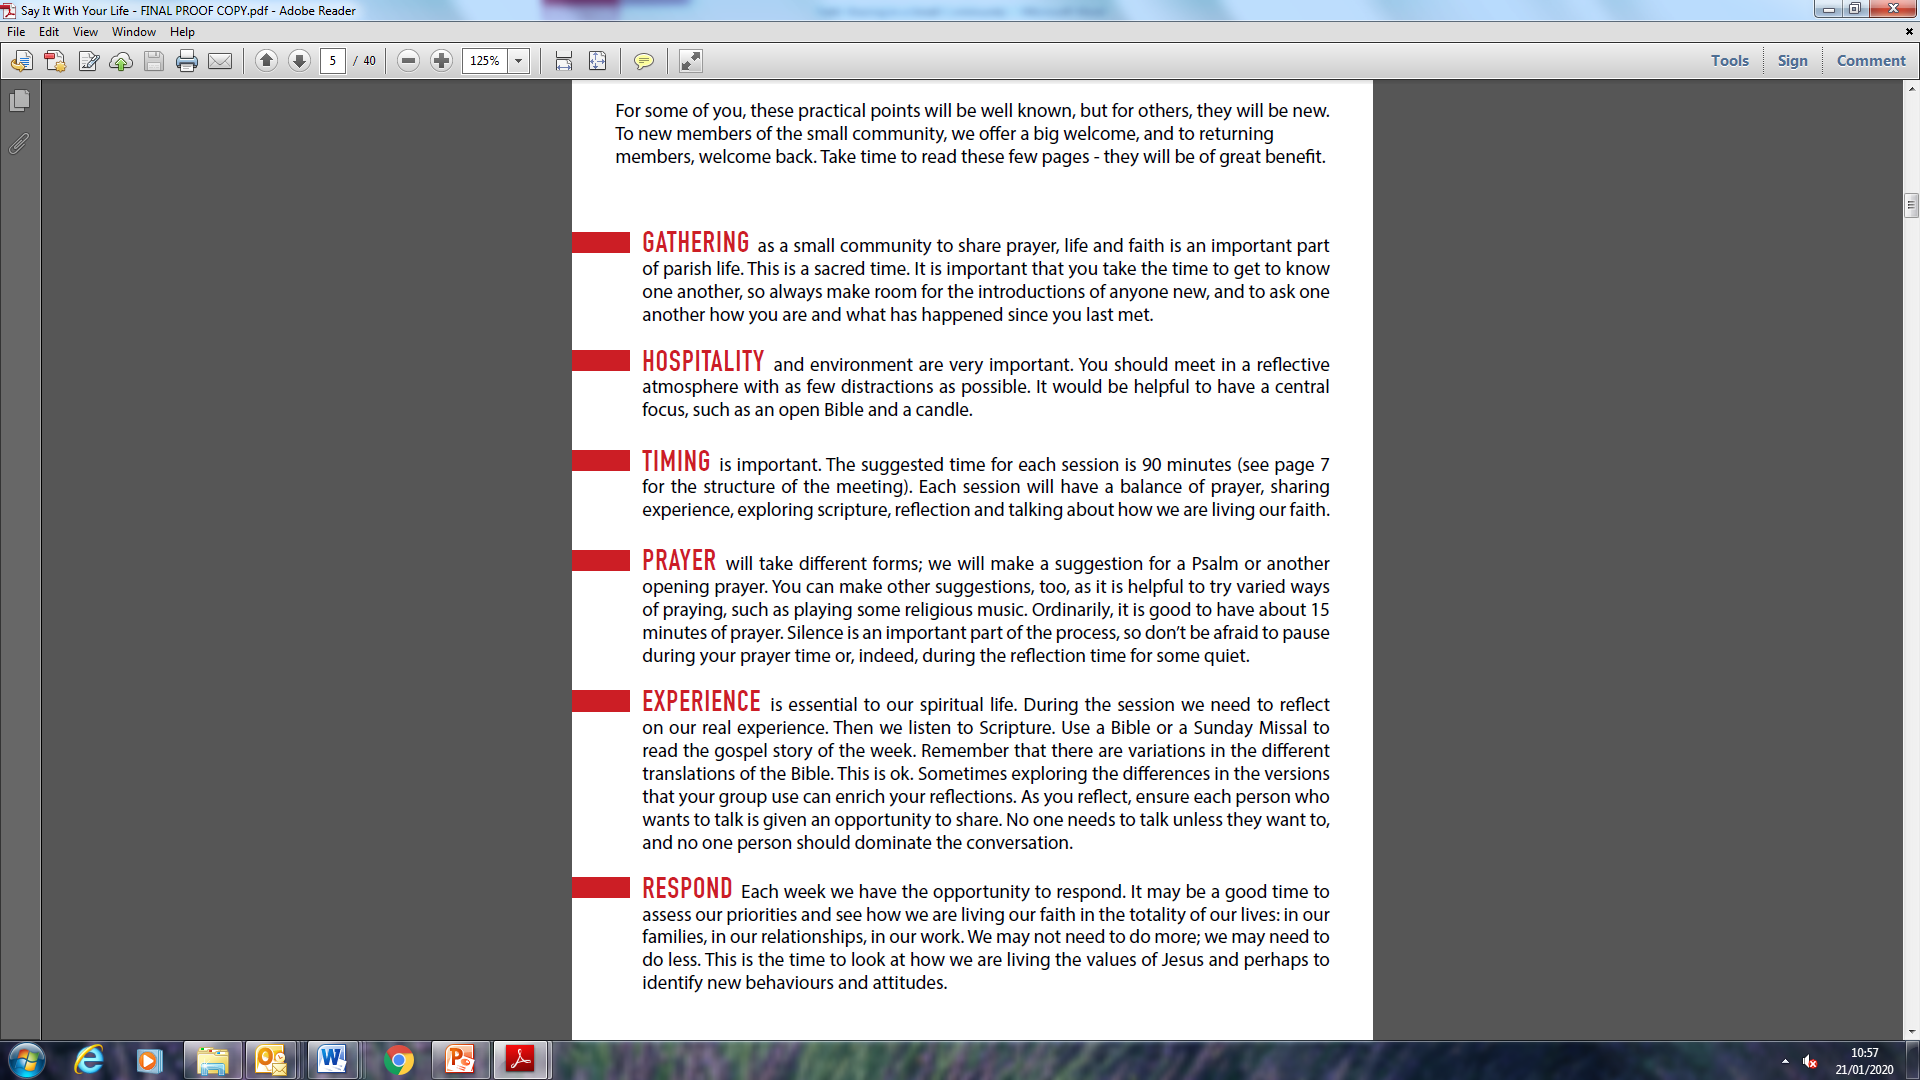 Say It With Your Life - FINAL PROOF COPY.pdf - Adobe Reader
File Edit View Window Help
5 / 40 125% Tools Sign Comment
For some of you, these practical points will be well known, but for others, they will be new.
To new members of the small community, we offer a big welcome, and to returning
members, welcome back. Take time to read these few pages - they will be of great benefit.
GATHERING as a small community to share prayer, life and faith is an important part
of parish life. This is a sacred time. It is important that you take the time to get to know
one another, so always make room for the introductions of anyone new, and to ask one
another how you are and what has happened since you last met.
HOSPITALITY and environment are very important. You should meet in a reflective
atmosphere with as few distractions as possible. It would be helpful to have a central
focus, such as an open Bible and a candle.
TIMING is important. The suggested time for each session is 90 minutes (see page 7
for the structure of the meeting). Each session will have a balance of prayer, sharing
experience, exploring scripture, reflection and talking about how we are living our faith.
PRAYER will take different forms; we will make a suggestion for a Psalm or another
opening prayer. You can make other suggestions, too, as it is helpful to try varied ways
of praying, such as playing some religious music. Ordinarily, it is good to have about 15
minutes of prayer. Silence is an important part of the process, so don't be afraid to pause
during your prayer time or, indeed, during the reflection time for some quiet.
EXPERIENCE is essential to our spiritual life. During the session we need to reflect
on our real experience. Then we listen to Scripture. Use a Bible or a Sunday Missal to
read the gospel story of the week. Remember that there are variations in the different
translations of the Bible. This is ok. Sometimes exploring the differences in the versions
that your group use can enrich your reflections. As you reflect, ensure each person who
wants to talk is given an opportunity to share. No one needs to talk unless they want to,
and no one person should dominate the conversation.
RESPOND Each week we have the opportunity to respond. It may be a good time to
assess our priorities and see how we are living our faith in the totality of our lives: in our
families, in our relationships, in our work. We may not need to do more; we may need to
do less. This is the time to look at how we are living the values of Jesus and perhaps to
identify new behaviours and attitudes.
10:57
21/01/2020